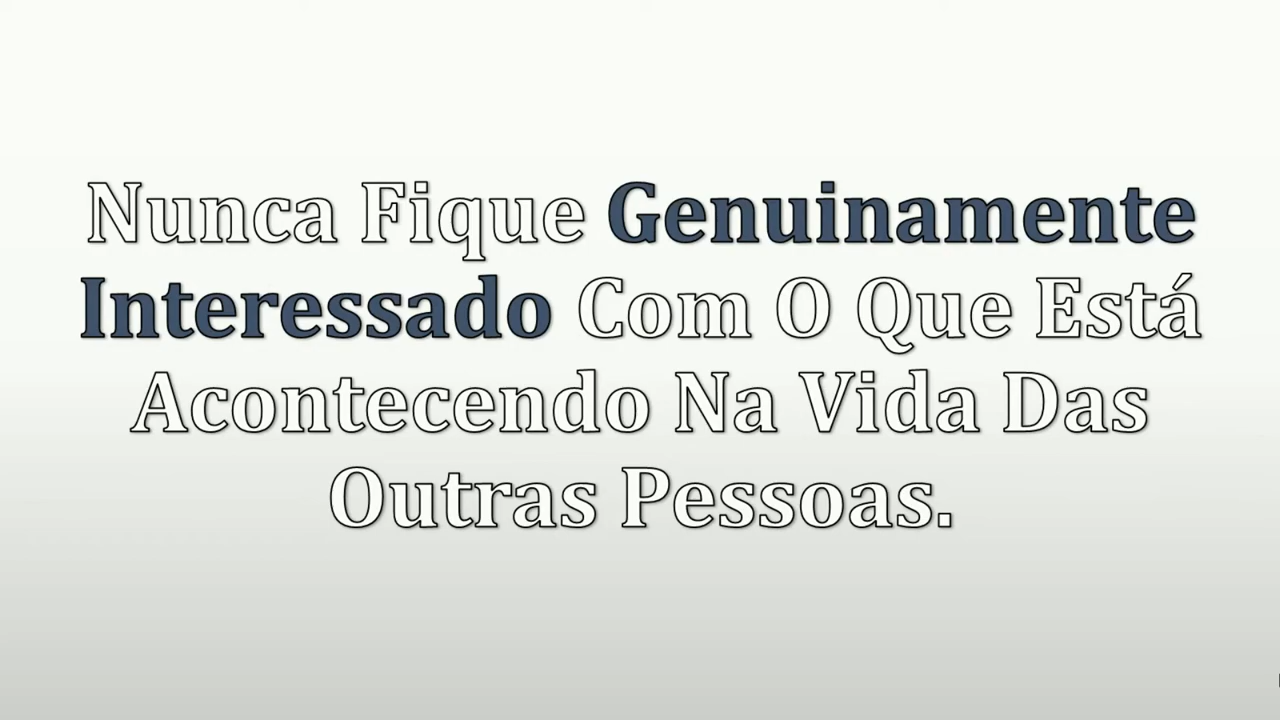 Nunca Fique Genuinamente
Interessado Com O Que Está
Acontecendo Na Vida Das
Outras Pessoas.